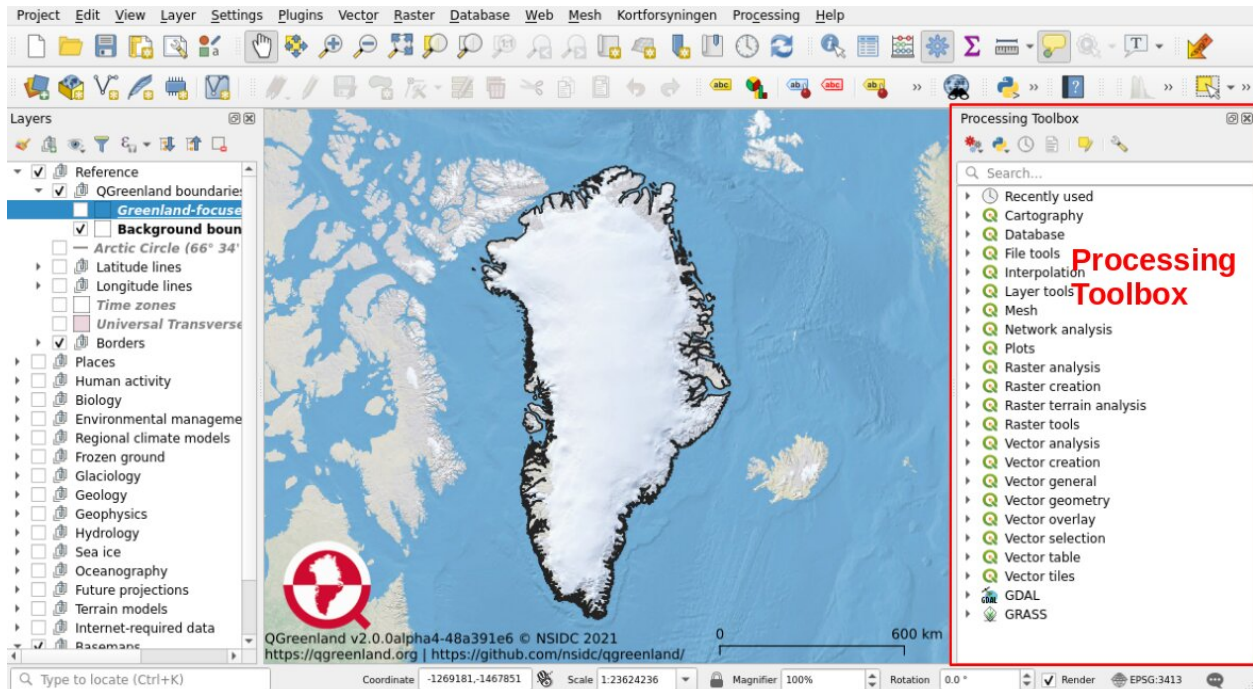 Project Edit View Layer Settings Plugins Vector Raster Database Web Mesh Kortforsyningen Processing Help
Layers
Reference
QGreenland boundaries
Greenland-focuse
Background boun
Arctic Circle (66° 34'
Latitude lines
Longitude lines
Time zones
Universal Transverse
Borders
Places
Human activity
Biology
Environmental manageme
Regional climate models
Frozen ground
Glaciology
Geology
Geophysics
Hydrology
Sea ice
Oceanography
Future projections
Terrain models
Internet-required data
Basemaps
QGreenland v2.0.0alpha4-48a391e6 © NSIDC 2021
https://qgreenland.org | https://github.com/nsidc/qgreenland/
0 600 km
Processing Toolbox
Search...
Recently used
Cartography
Database
File tools
Interpolation
Layer tools
Mesh
Network analysis
Plots
Raster analysis
Raster creation
Raster terrain analysis
Raster tools
Vector analysis
Vector creation
Vector general
Vector geometry
Vector overlay
Vector selection
Vector table
Vector tiles
GDAL
GRASS
Processing
Toolbox
Type to locate (Ctrl+K) Coordinate -1269181,-1467851 Scale 1:23624236 Magnifier 100% Rotation 0.0 ° Render EPSG:3413